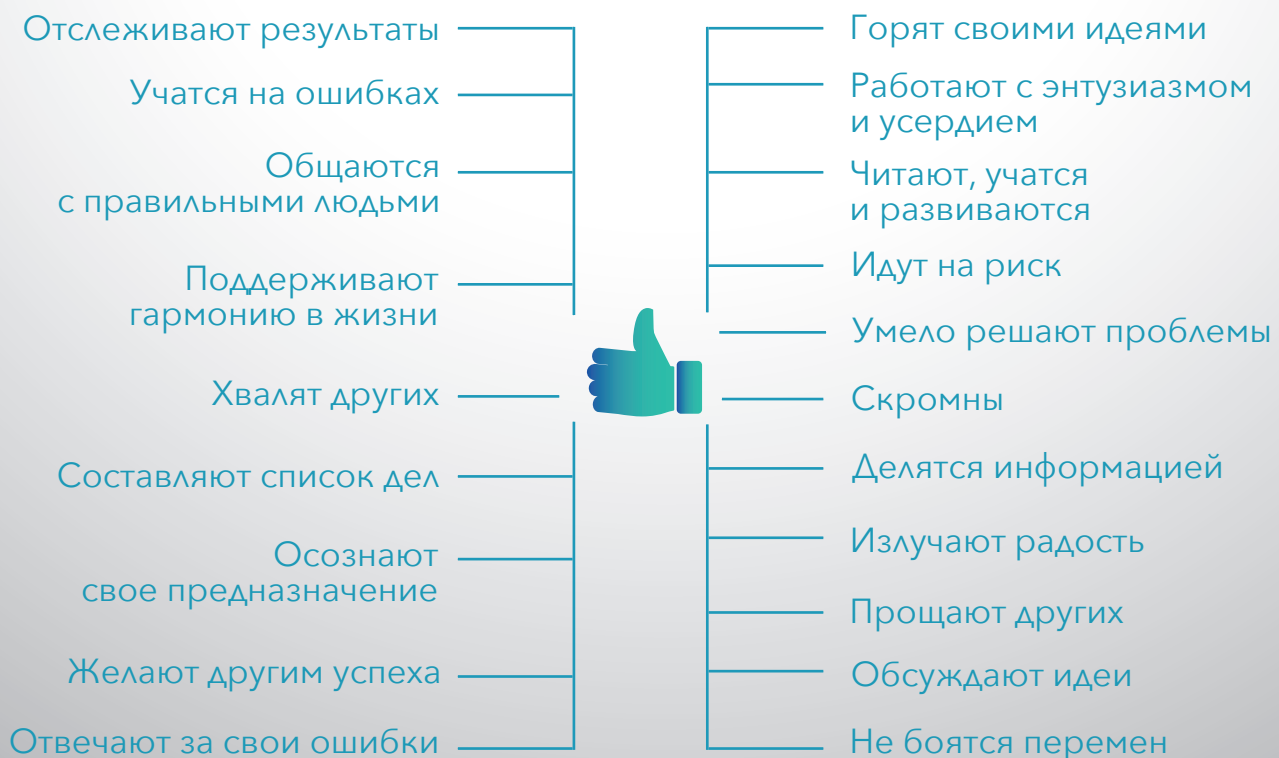 Отслеживают результаты
Учатся на ошибках
Общаются
с правильными людьми
Поддерживают
гармонию в жизни
Хвалят других
Составляют список дел
Осознают
свое предназначение
Желают другим успеха
Отвечают за свои ошибки
Горят своими идеями
Работают с энтузиазмом
и усердием
Читают, учатся
и развиваются
Идут на риск
Умело решают проблемы
Скромны
Делятся информацией
Излучают радость
Прощают других
Обсуждают идеи
Не боятся перемен